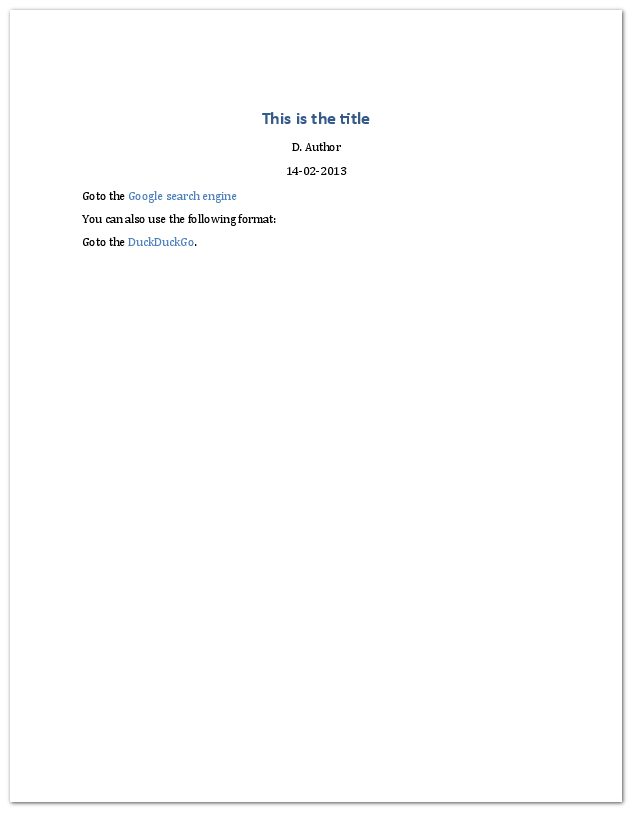 This is the title
D. Author
14-02-2013
Goto the Google search engine
You can also use the following format:
Goto the DuckDuckGo.